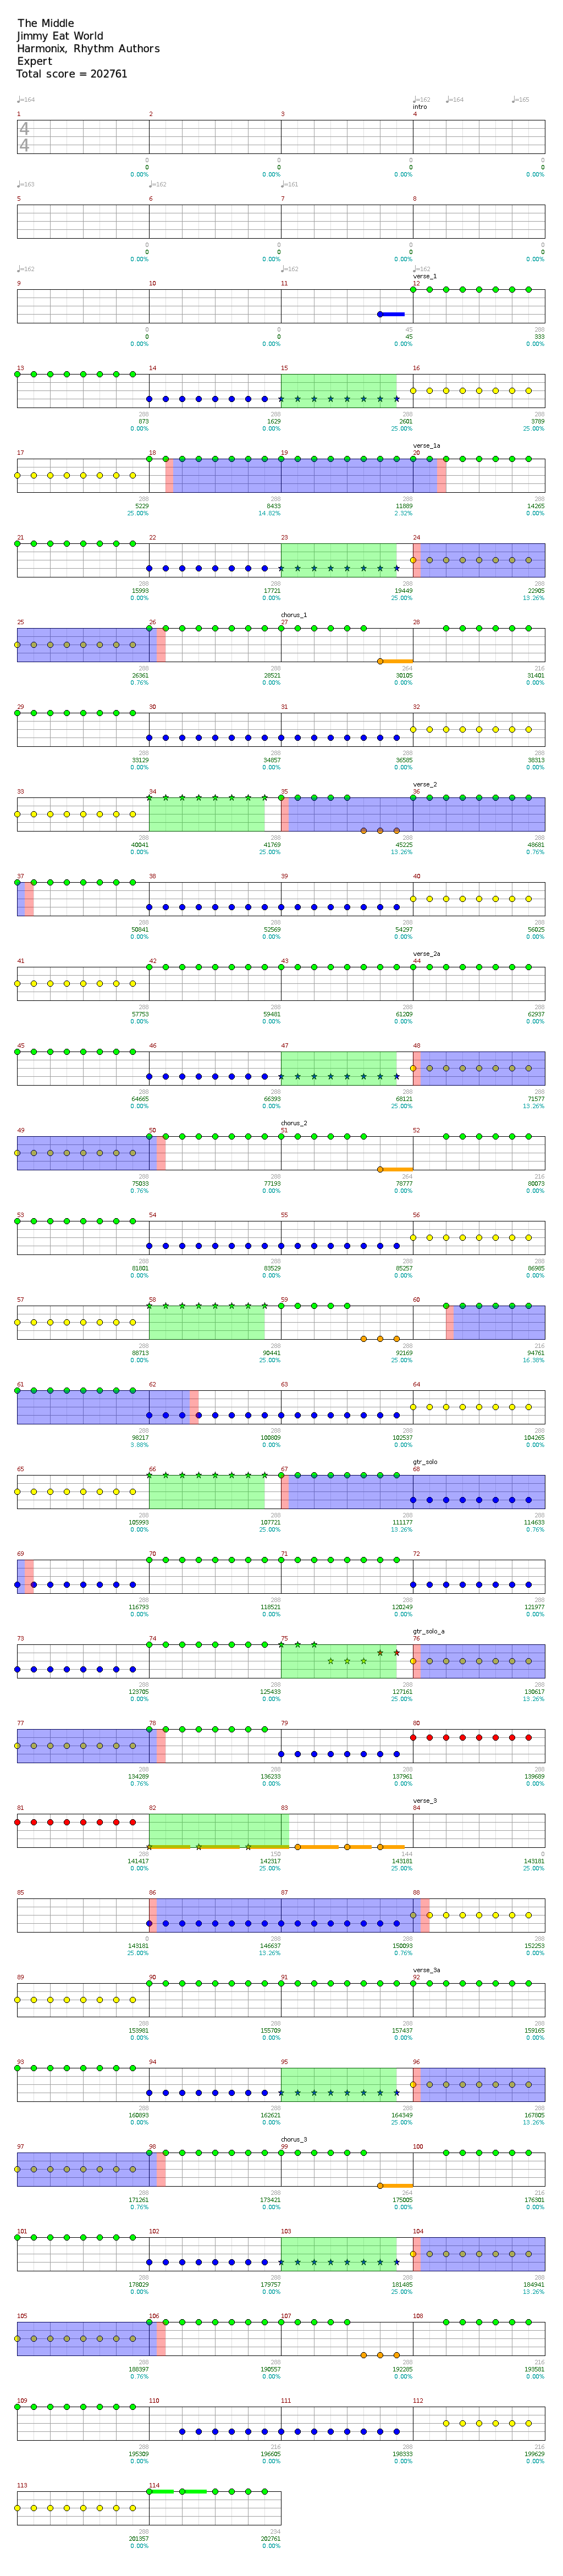 The Middle
Jimmy Eat World
Harmonix, Rhythm Authors
Expert
Total score = 202761
♩=164 ♩=162 ♩=164 ♩=165
intro
1 2 3 4
4
4
0 0 0 0
0 0 0 0
0.00% 0.00% 0.00% 0.00%
♩=163 ♩=162 ♩=161
5 6 7 8
0 0 0 0
0 0 0 0
0.00% 0.00% 0.00% 0.00%
♩=162 ♩=162 ♩=162
verse_1
9 10 11 12
0 0 45 288
0 0 45 333
0.00% 0.00% 0.00% 0.00%
13 14 15 16
288 288 288 288
873 1629 2601 3789
0.00% 0.00% 25.00% 25.00%
verse_1a
17 18 19 20
288 288 288 288
5229 8433 11889 14265
25.00% 14.82% 2.32% 0.00%
21 22 23 24
288 288 288 288
15993 17721 19449 22905
0.00% 0.00% 25.00% 13.26%
chorus_1
25 26 27 28
288 288 264 216
26361 28521 30105 31401
0.76% 0.00% 0.00% 0.00%
29 30 31 32
288 288 288 288
33129 34857 36585 38313
0.00% 0.00% 0.00% 0.00%
verse_2
33 34 35 36
288 288 288 288
40041 41769 45225 48681
0.00% 25.00% 13.26% 0.76%
37 38 39 40
288 288 288 288
50841 52569 54297 56025
0.00% 0.00% 0.00% 0.00%
verse_2a
41 42 43 44
288 288 288 288
57753 59481 61209 62937
0.00% 0.00% 0.00% 0.00%
45 46 47 48
288 288 288 288
64665 66393 68121 71577
0.00% 0.00% 25.00% 13.26%
chorus_2
49 50 51 52
288 288 264 216
75033 77193 78777 80073
0.76% 0.00% 0.00% 0.00%
53 54 55 56
288 288 288 288
81801 83529 85257 86985
0.00% 0.00% 0.00% 0.00%
57 58 59 60
288 288 288 216
88713 90441 92169 94761
0.00% 25.00% 25.00% 16.38%
61 62 63 64
288 288 288 288
98217 100809 102537 104265
3.88% 0.00% 0.00% 0.00%
gtr_solo
65 66 67 68
288 288 288 288
105993 107721 111177 114633
0.00% 25.00% 13.26% 0.76%
69 70 71 72
288 288 288 288
116793 118521 120249 121977
0.00% 0.00% 0.00% 0.00%
gtr_solo_a
73 74 75 76
288 288 288 288
123705 125433 127161 130617
0.00% 0.00% 25.00% 13.26%
77 78 79 80
288 288 288 288
134289 136233 137961 139689
0.76% 0.00% 0.00% 0.00%
verse_3
81 82 83 84
288 150 144 0
141417 142317 143181 143181
0.00% 25.00% 25.00% 25.00%
85 86 87 88
0 288 288 288
143181 146637 150093 152253
25.00% 13.26% 0.76% 0.00%
verse_3a
89 90 91 92
288 288 288 288
153981 155709 157437 159165
0.00% 0.00% 0.00% 0.00%
93 94 95 96
288 288 288 288
160893 162621 164349 167805
0.00% 0.00% 25.00% 13.26%
chorus_3
97 98 99 100
288 288 264 216
171261 173421 175005 176301
0.76% 0.00% 0.00% 0.00%
101 102 103 104
288 288 288 288
178029 179757 181485 184941
0.00% 0.00% 25.00% 13.26%
105 106 107 108
288 288 288 216
188397 190557 192285 193581
0.76% 0.00% 0.00% 0.00%
109 110 111 112
288 216 288 216
195309 196605 198333 199629
0.00% 0.00% 0.00% 0.00%
113 114
288 234
201357 202761
0.00% 0.00%